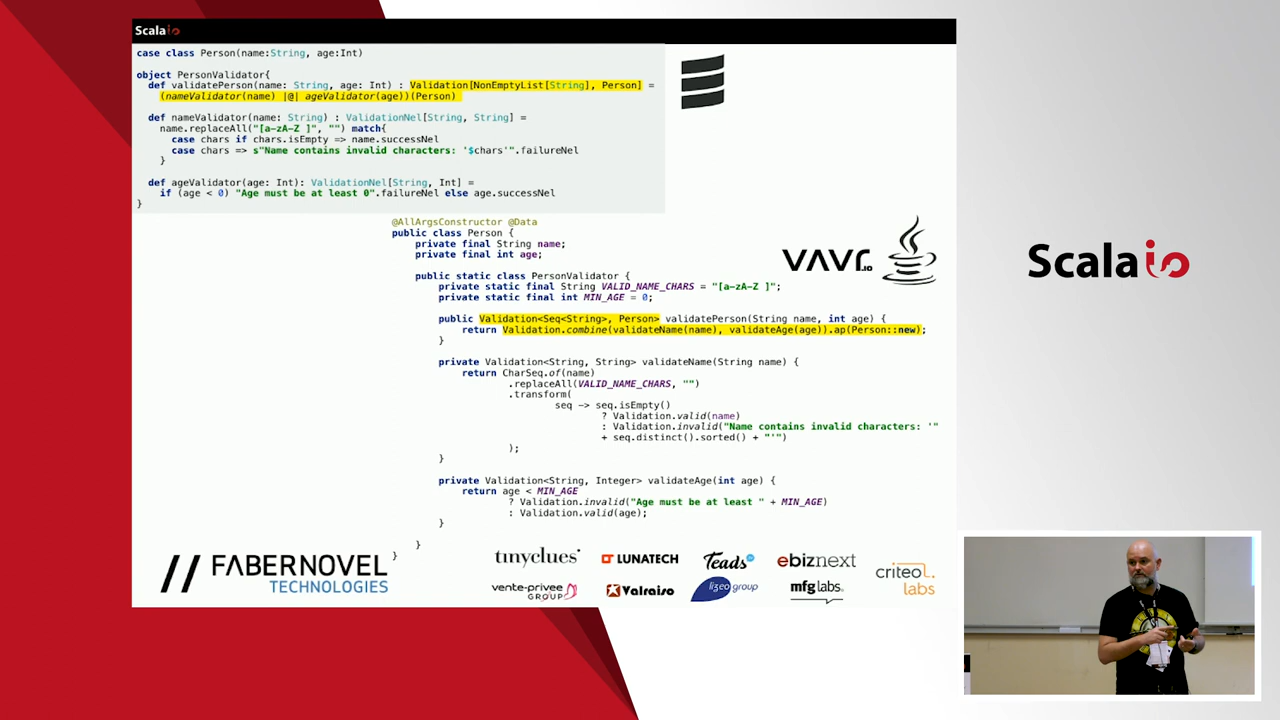 Scalaio
case class Person(name:String, age:Int)
object PersonValidator{
def validatePerson(name: String, age: Int) : Validation[NonEmptyList[String], Person] =
(nameValidator(name) |@| ageValidator(age))(Person)
def nameValidator(name: String) : ValidationNel[String, String] =
name.replaceAll("[a-zA-Z ]", "") match{
case chars if chars.isEmpty => name.successNel
case chars => s"Name contains invalid characters: '$chars'".failureNel
}
def ageValidator(age: Int): ValidationNel[String, Int] =
if (age < 0) "Age must be at least 0".failureNel else age.successNel
}
@AllArgsConstructor @Data
public class Person {
private final String name;
private final int age;
public static class PersonValidator {
private static final String VALID_NAME_CHARS = "[a-zA-Z ]";
private static final int MIN_AGE = 0;
public Validation<Seq<String>, Person> validatePerson(String name, int age) {
return Validation.combine(validateName(name), validateAge(age)).ap(Person::new);
}
private Validation<String, String> validateName(String name) {
return CharSeq.of(name)
.replaceAll(VALID_NAME_CHARS, "")
.transform(
seq -> seq.isEmpty()
? Validation.valid(name)
: Validation.invalid("Name contains invalid characters: '"
+ seq.distinct().sorted() + "'")
);
}
private Validation<String, Integer> validateAge(int age) {
return age < MIN_AGE
? Validation.invalid("Age must be at least " + MIN_AGE)
: Validation.valid(age);
}
}
}
VAVr.io
Scalaio
// FABERNOVEL
TECHNOLOGIES
tinyclues
LUNATECH
Teads
ebiznext
criteo
labs
vente-privee
GROUP
Valraiso
lizeo group
mfg labs